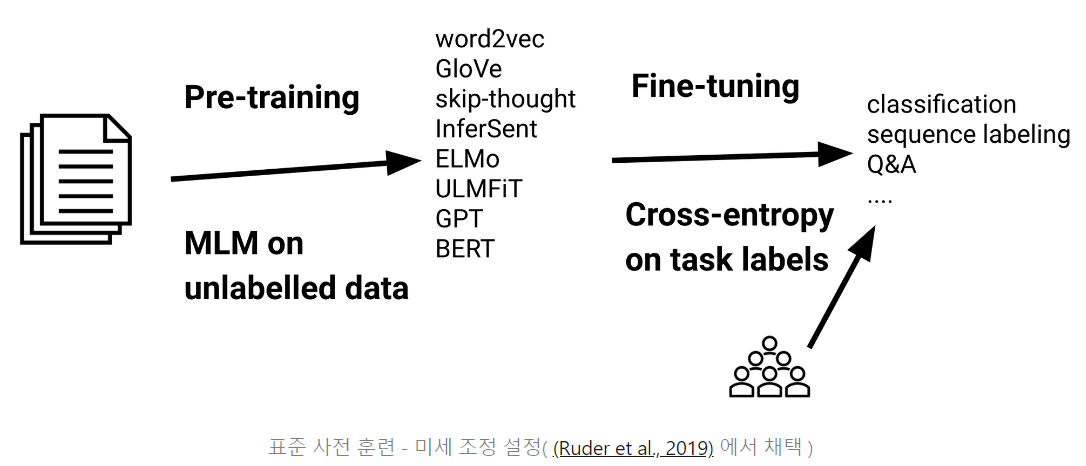 Pre-training
MLM on
unlabelled data
word2vec
GloVe
skip-thought
InferSent
ELMo
ULMFiT
GPT
BERT
Fine-tuning
Cross-entropy
on task labels
classification
sequence labeling
Q&A
....
표준 사전 훈련 - 미세 조정 설정( (Ruder et al., 2019) 에서 채택 )